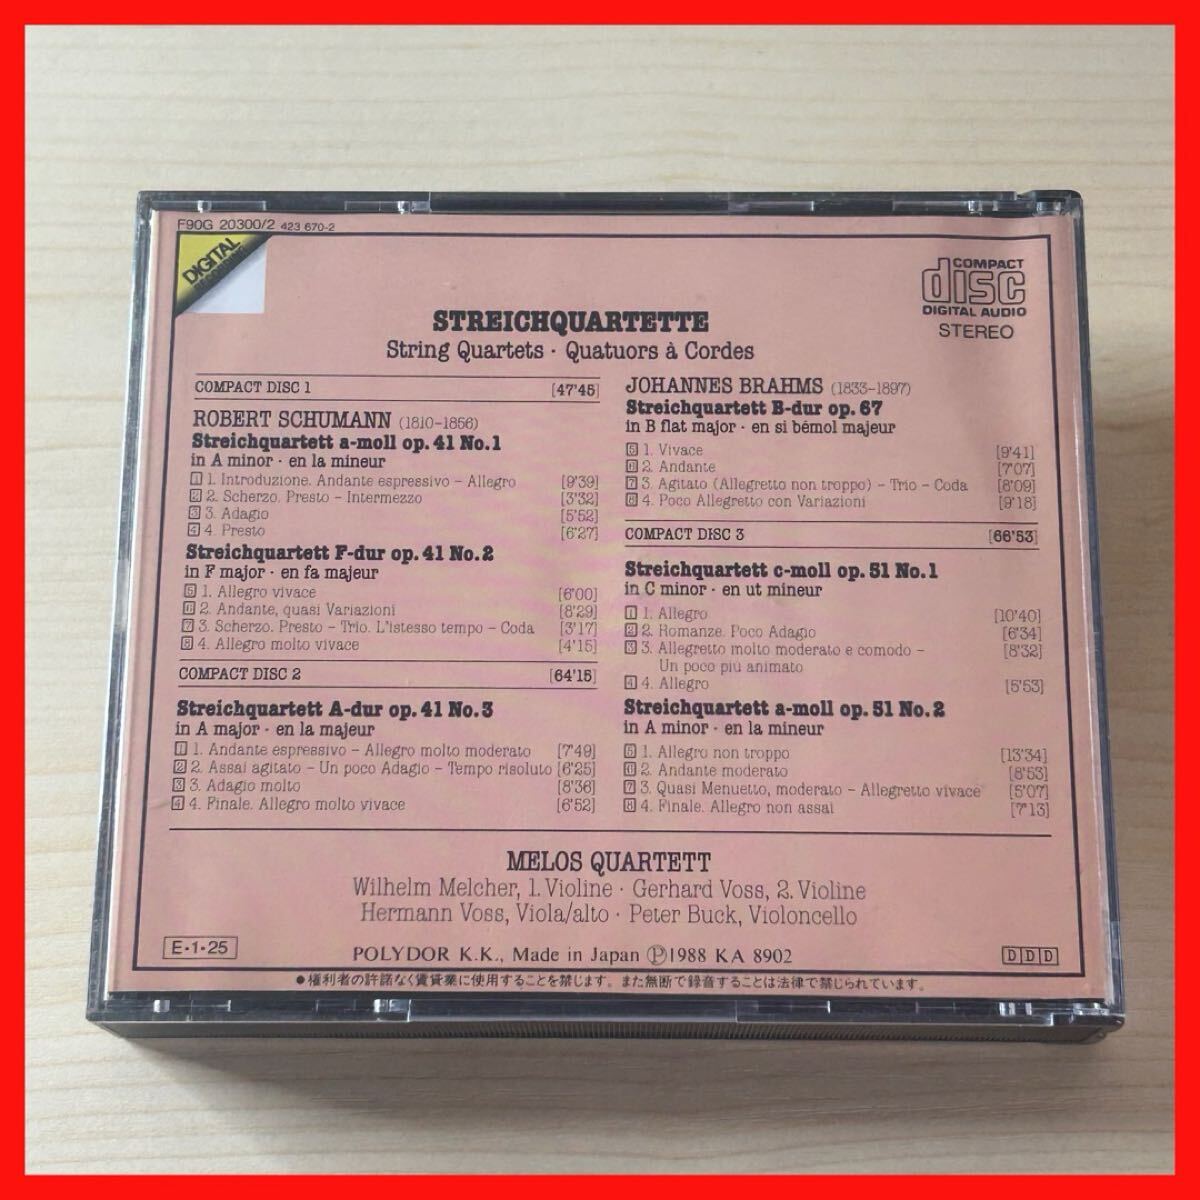 F90G 20300/2 423 670-2
DIGITAL
COMPACT
disc
DIGITAL AUDIO
STEREO
STREICHQUARTETTE
String Quartets · Quatuors à Cordes
COMPACT DISC 1 [47'45]
ROBERT SCHUMANN (1810–1856)
Streichquartett a-moll op. 41 No. 1
in A minor · en la mineur
1 1. Introduzione. Andante espressivo – Allegro [9'39]
2 2. Scherzo. Presto – Intermezzo [3'32]
3 3. Adagio [5'52]
4 4. Presto [6'27]
Streichquartett F-dur op. 41 No. 2
in F major · en fa majeur
5 1. Allegro vivace [6'00]
6 2. Andante, quasi Variazioni [8'29]
7 3. Scherzo. Presto – Trio. L'istesso tempo – Coda [3'17]
8 4. Allegro molto vivace [4'15]
COMPACT DISC 2 [64'15]
Streichquartett A-dur op. 41 No. 3
in A major · en la majeur
1 1. Andante espressivo – Allegro molto moderato [7'49]
2 2. Assai agitato – Un poco Adagio – Tempo risoluto [6'25]
3 3. Adagio molto [8'36]
4 4. Finale. Allegro molto vivace [6'52]
JOHANNES BRAHMS (1833–1897)
Streichquartett B-dur op. 67
in B flat major · en si bémol majeur
5 1. Vivace [9'41]
6 2. Andante [7'07]
7 3. Agitato (Allegretto non troppo) – Trio – Coda [8'09]
8 4. Poco Allegretto con Variazioni [9'18]
COMPACT DISC 3 [66'53]
Streichquartett c-moll op. 51 No. 1
in C minor · en ut mineur
1 1. Allegro [10'40]
2 2. Romanze. Poco Adagio [6'34]
3 3. Allegretto molto moderato e comodo – [8'32]
Un poco più animato
4 4. Allegro [5'53]
Streichquartett a-moll op. 51 No. 2
in A minor · en la mineur
5 1. Allegro non troppo [13'34]
6 2. Andante moderato [8'53]
7 3. Quasi Menuetto, moderato – Allegretto vivace [5'07]
8 4. Finale. Allegro non assai [7'13]
MELOS QUARTETT
Wilhelm Melcher, 1. Violine · Gerhard Voss, 2. Violine
Hermann Voss, Viola/alto · Peter Buck, Violoncello
E・1・25
POLYDOR K.K., Made in Japan Ⓟ1988 KA 8902
DDD
●権利者の許諾なく賃貸業に使用することを禁じます。また無断で録音することは法律で禁じられています。